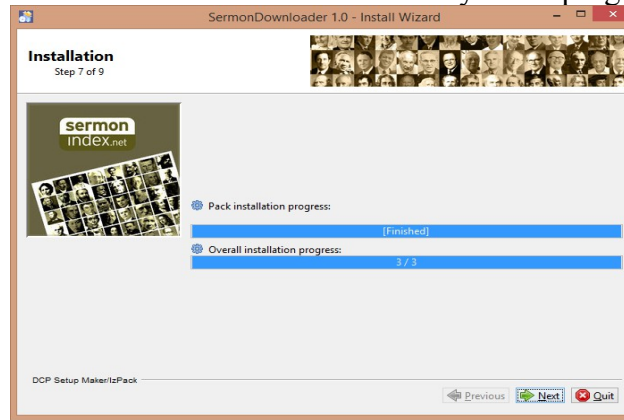 SermonDownloader 1.0 - Install Wizard
Installation
Step 7 of 9
sermon
index.net
Pack installation progress:
[Finished]
Overall installation progress:
3 / 3
DCP Setup Maker/IzPack
Previous Next Quit